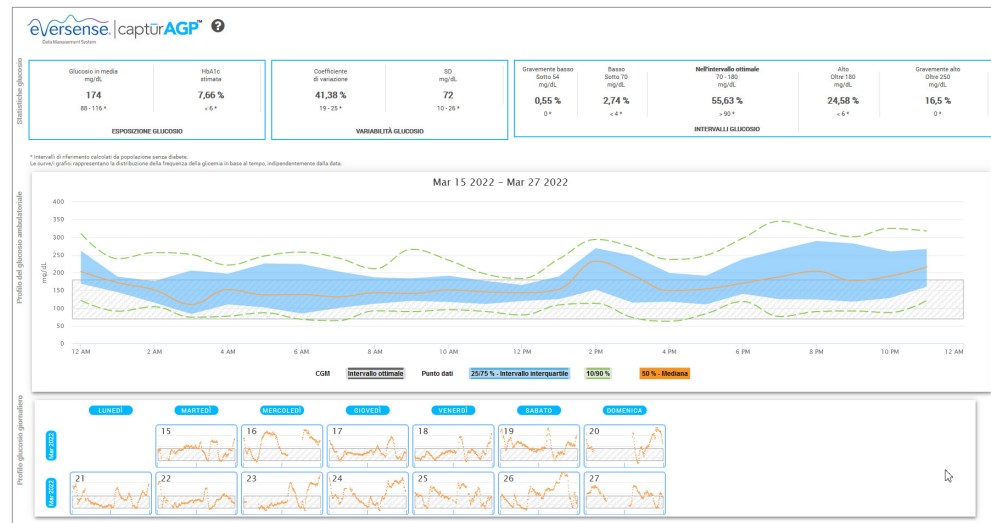 eversense. | captūrAGP™ ?
Data Management System
Statistiche glucosio
Glucosio in media
mg/dL
174
88 - 116 *
HbA1c
stimata
7,66 %
< 6 *
ESPOSIZIONE GLUCOSIO
Coefficiente
di variazione
41,38 %
19 - 25 *
SD
mg/dL
72
10 - 26 *
VARIABILITÀ GLUCOSIO
Gravemente basso
Sotto 54
mg/dL
0,55 %
0 *
Basso
Sotto 70
mg/dL
2,74 %
< 4 *
Nell'intervallo ottimale
70 - 180
mg/dL
55,63 %
> 90 *
Alto
Oltre 180
mg/dL
24,58 %
< 6 *
Gravemente alto
Oltre 250
mg/dL
16,5 %
0 *
INTERVALLI GLUCOSIO
* Intervalli di riferimento calcolati da popolazione senza diabete.
Le curve/i grafici rappresentano la distribuzione della frequenza della glicemia in base al tempo, indipendentemente dalla data.
Profilo del glucosio ambulatoriale
Mar 15 2022 - Mar 27 2022
mg/dL
400
350
300
250
200
150
100
50
0
12 AM 2 AM 4 AM 6 AM 8 AM 10 AM 12 PM 2 PM 4 PM 6 PM 8 PM 10 PM 12 AM
CGM Intervallo ottimale Punto dati 25/75 % - Intervallo interquartile 10/90 % 50 % - Mediana
Profilo glucosio giornaliero
LUNEDÌ MARTEDÌ MERCOLEDÌ GIOVEDÌ VENERDÌ SABATO DOMENICA
Mar 2022
15 16 17 18 19 20
Mar 2022
21 22 23 24 25 26 27